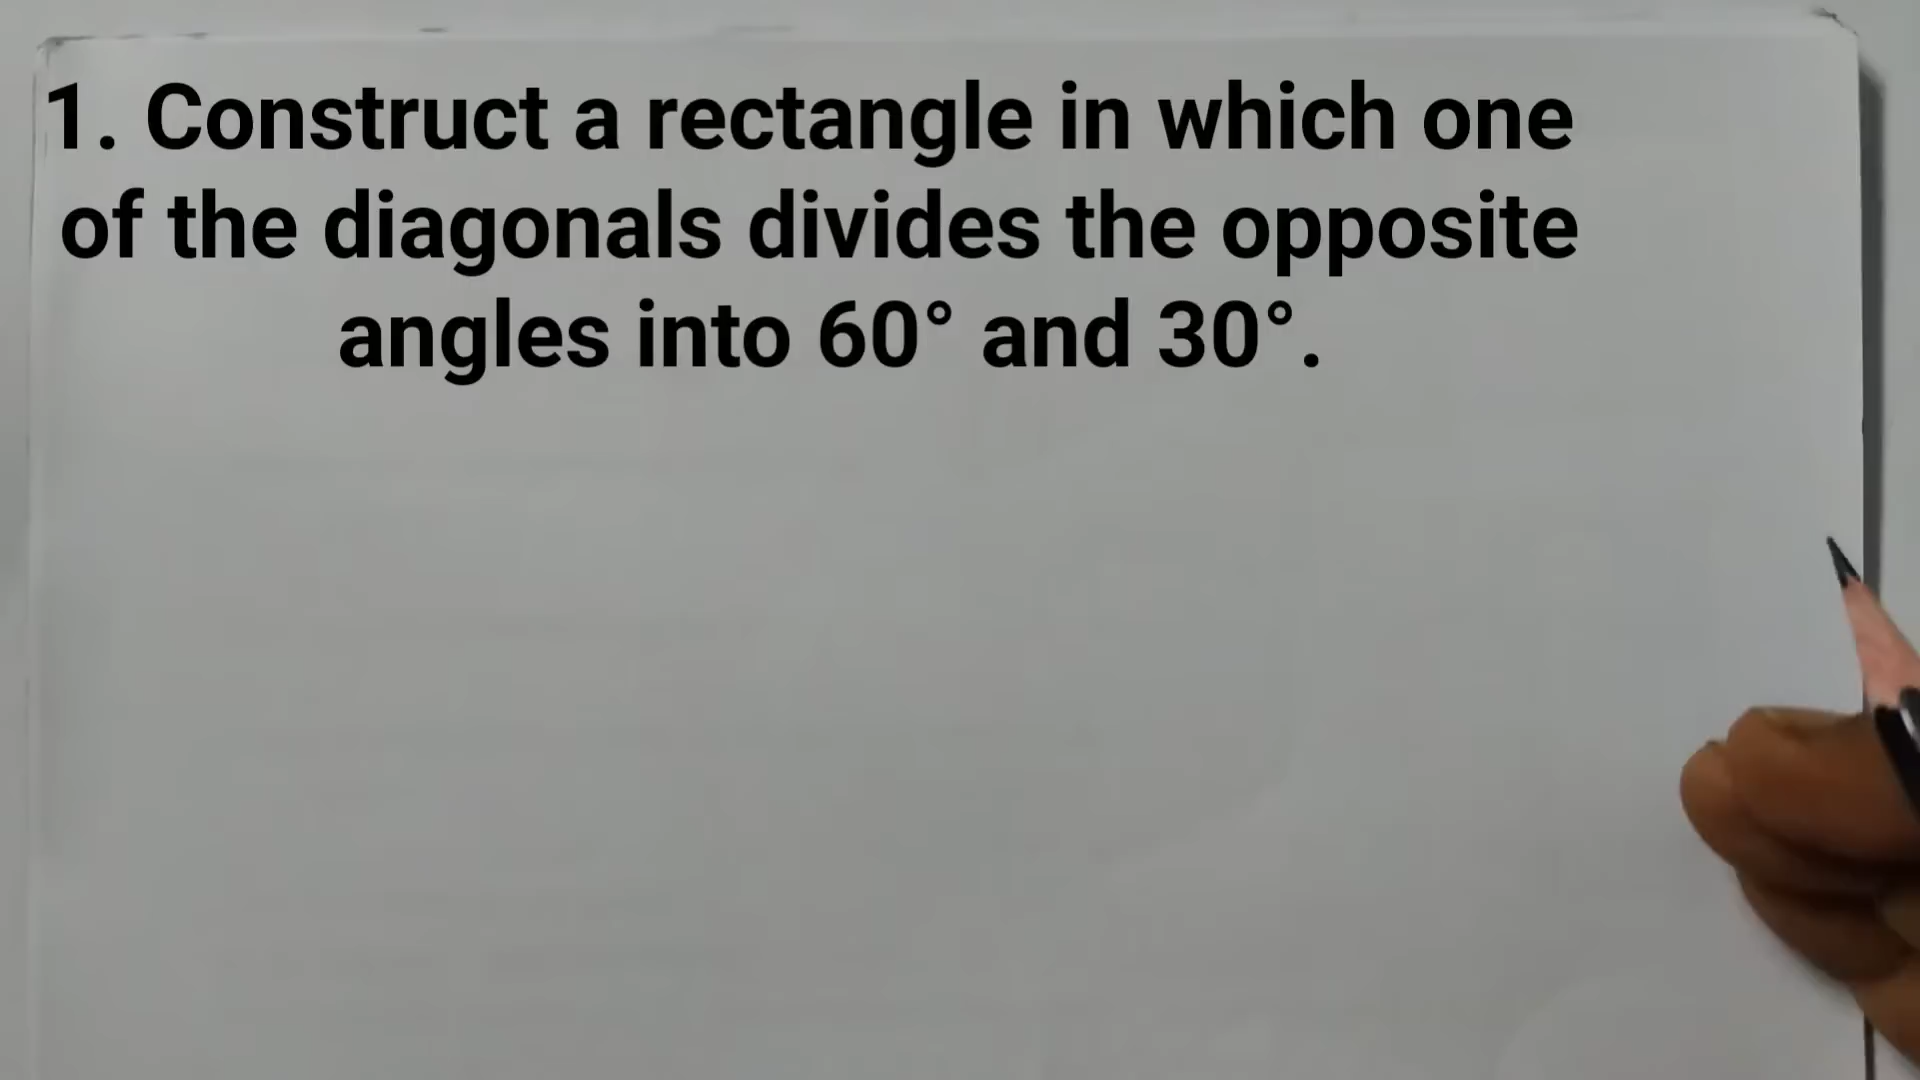 1. Construct a rectangle in which one
of the diagonals divides the opposite
angles into 60° and 30°.